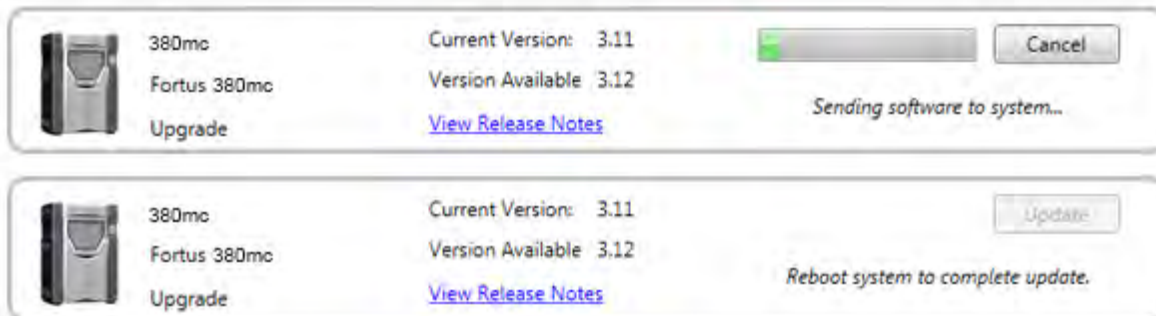 380mc Current Version: 3.11 Cancel
Fortus 380mc Version Available 3.12
Sending software to system...
Upgrade View Release Notes
380mc Current Version: 3.11 Update
Fortus 380mc Version Available 3.12
Reboot system to complete update.
Upgrade View Release Notes